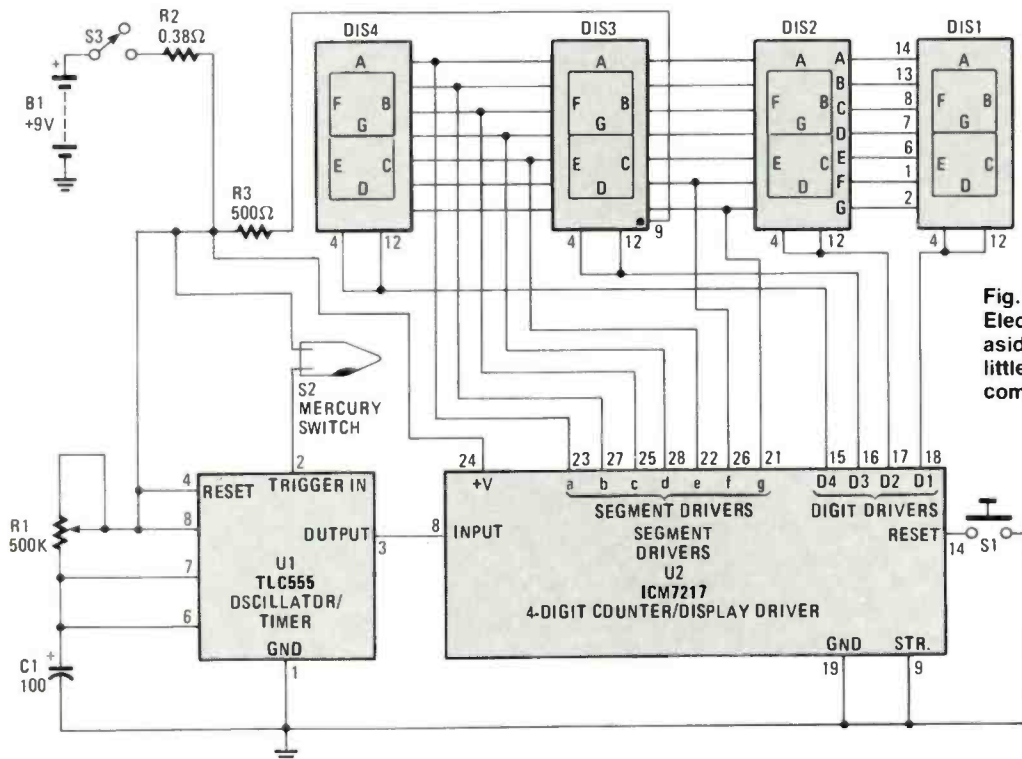 S3
R2
0.38Ω
+
B1
+9V
R3
500Ω
DIS4
DIS3
DIS2
DIS1
A
F B
G
E C
D
4 12
A
F B
G
E C
D
4 12
9
A
F B
G
E C
D
A
B
C
D
E
F
G
4 12
14
13
8
7
6
1
2
A
F B
G
E C
D
4 12
Fig.
Elec
aside
little
com
S2
MERCURY
SWITCH
R1
500K
C1
100
+
2
TRIGGER IN
4
RESET
8
7
6
OUTPUT
3
U1
TLC555
OSCILLATOR/
TIMER
GND
1
24
+V
23 27 25 28 22 26 21
a b c d e f g
SEGMENT DRIVERS
15 16 17 18
D4 D3 D2 D1
DIGIT DRIVERS
8
INPUT
SEGMENT
DRIVERS
U2
ICM7217
4-DIGIT COUNTER/DISPLAY DRIVER
RESET
14
S1
GND
19
STR.
9